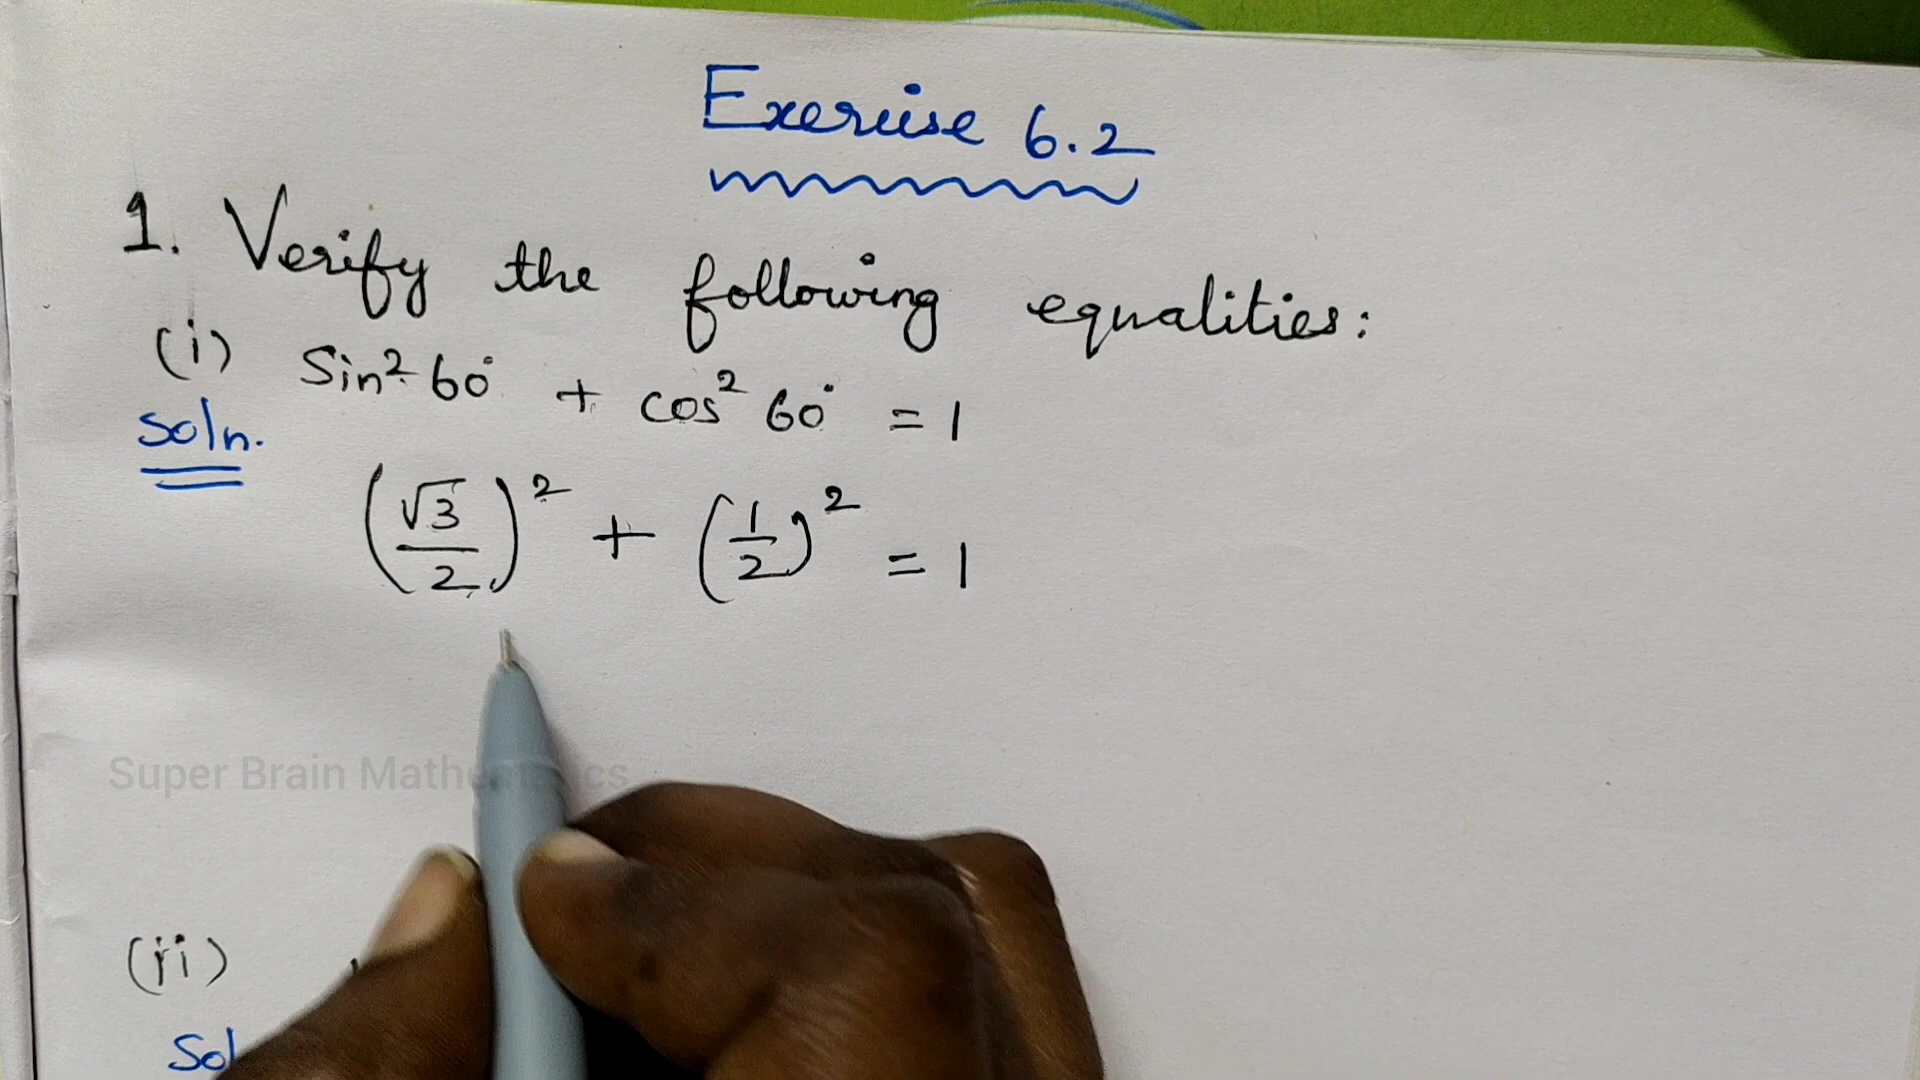 Exercise 6.2
1. Verify the following equalities:
(i) Sin² 60° + cos² 60° = 1
Soln.
(√3/2)² + (1/2)² = 1
Super Brain Mathematics
(ii)
Sol